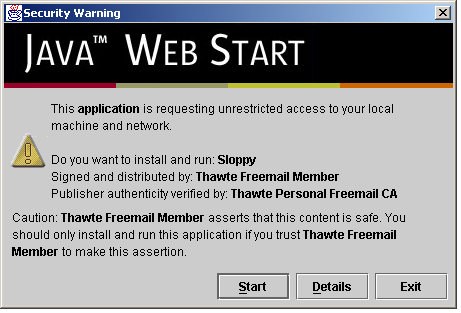 Security Warning
JAVA™ WEB START
This application is requesting unrestricted access to your local
machine and network.
Do you want to install and run: Sloppy
Signed and distributed by: Thawte Freemail Member
Publisher authenticity verified by: Thawte Personal Freemail CA
Caution: Thawte Freemail Member asserts that this content is safe. You
should only install and run this application if you trust Thawte Freemail
Member to make this assertion.
Start Details Exit